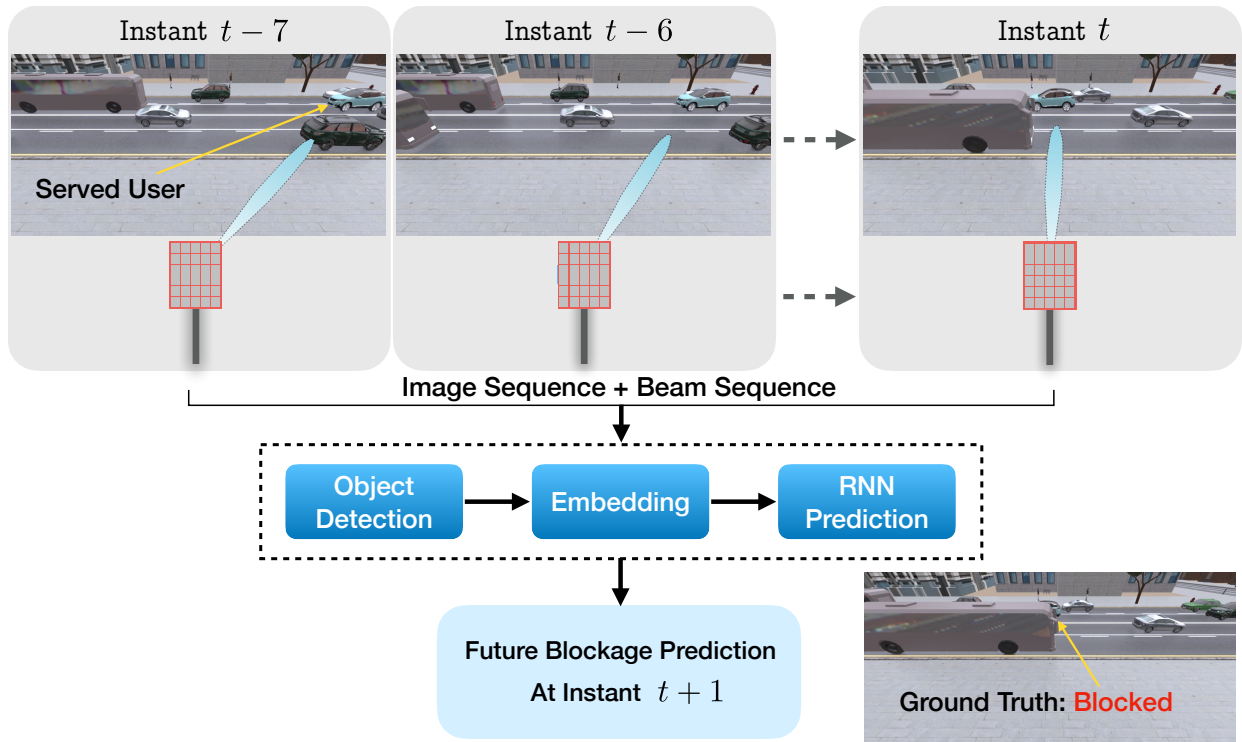 Instant t − 7
Instant t − 6
Instant t
Served User
Image Sequence + Beam Sequence
Object
Detection
Embedding
RNN
Prediction
Future Blockage Prediction
At Instant t + 1
Ground Truth: Blocked